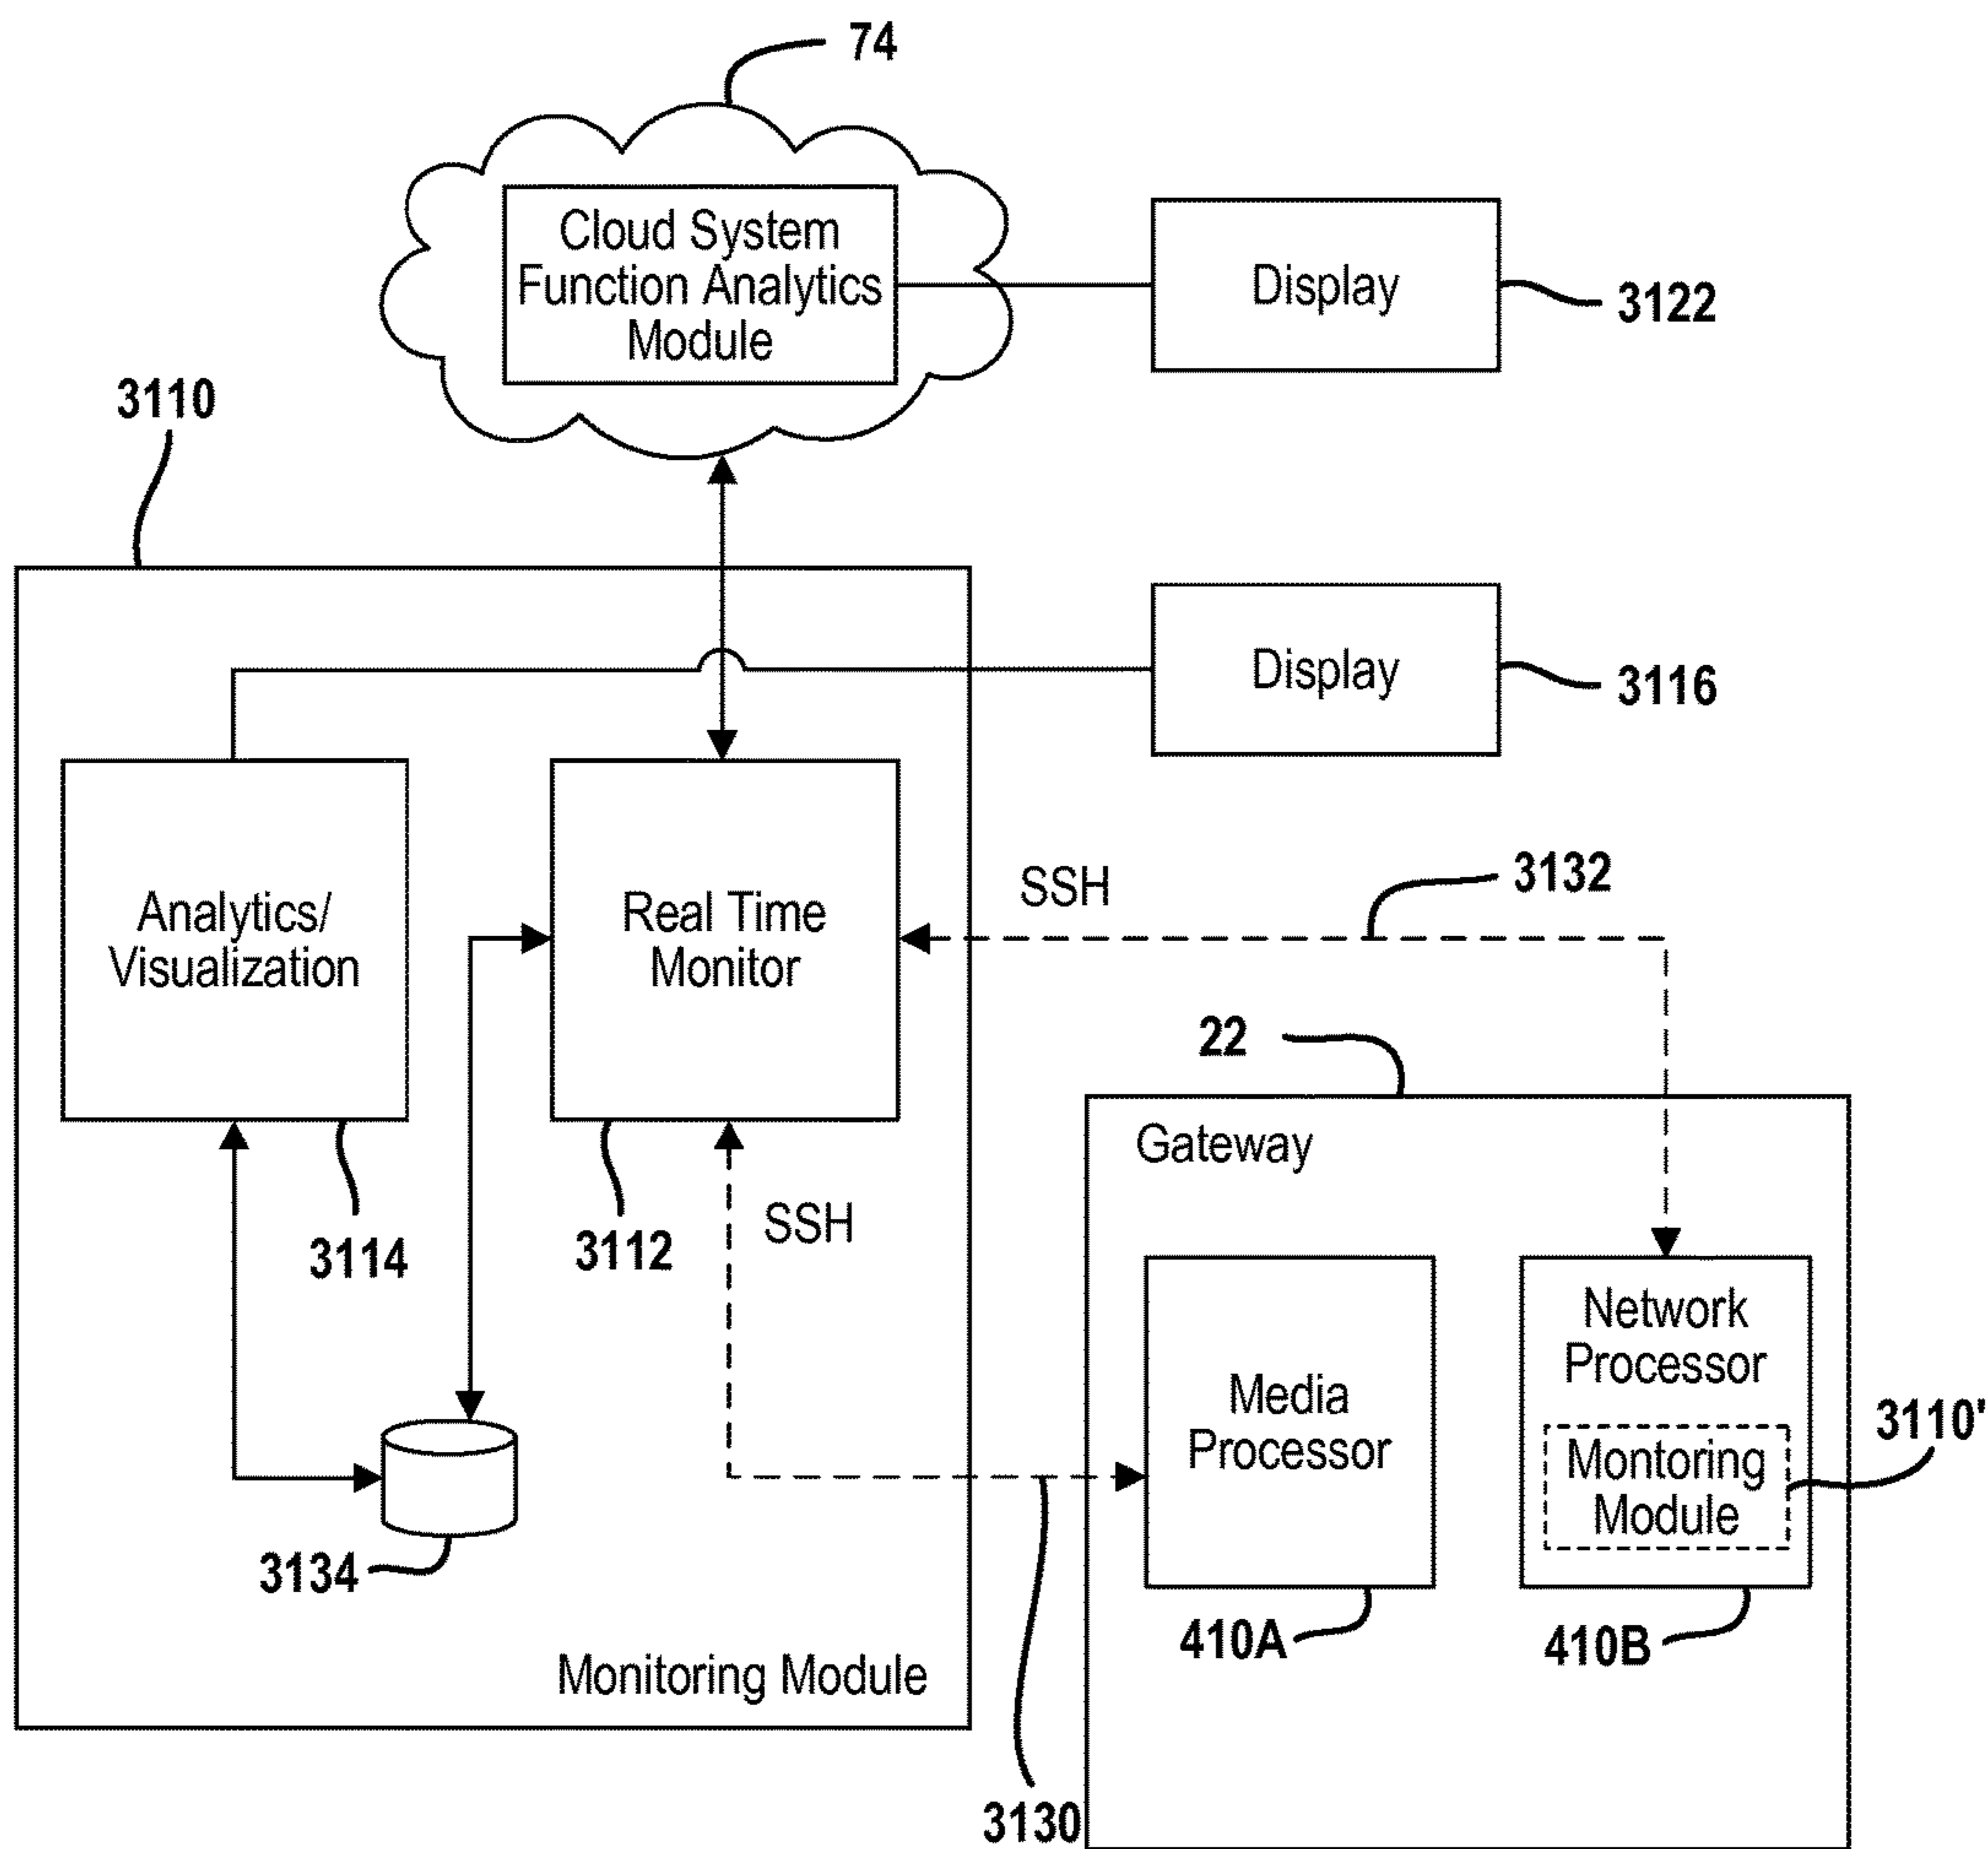 74
Cloud System
Function Analytics
Module
Display
3122
3110
Display
3116
Analytics/
Visualization
Real Time
Monitor
SSH
3132
22
Gateway
3114
3112
SSH
Network
Processor
Media
Processor
3110'
Montoring
Module
3134
410A
410B
Monitoring Module
3130